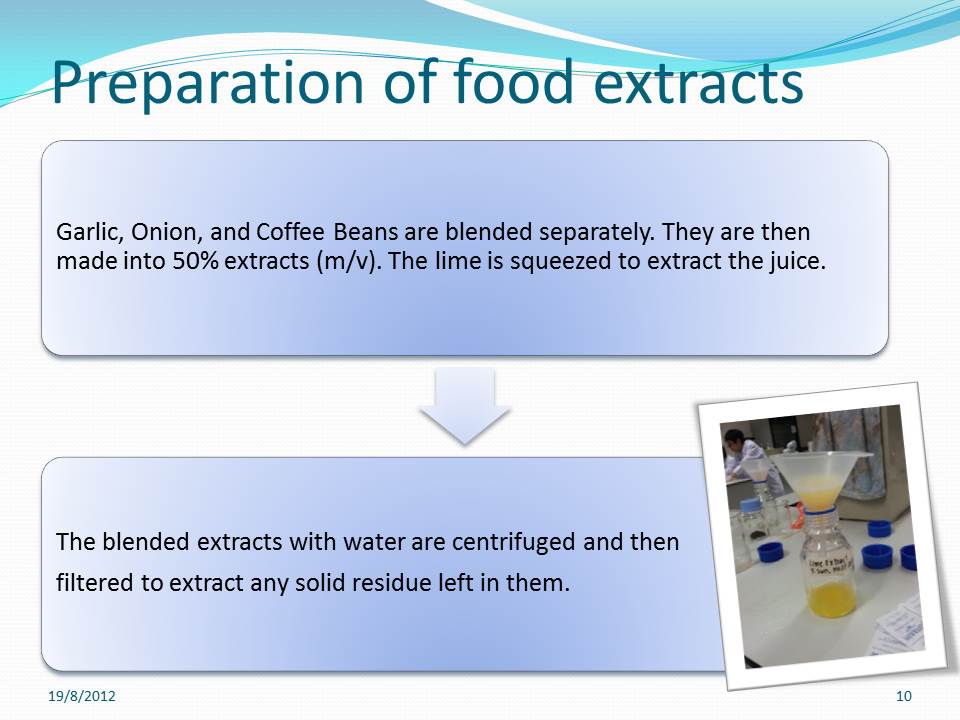 Preparation of food extracts
Garlic, Onion, and Coffee Beans are blended separately. They are then
made into 50% extracts (m/v). The lime is squeezed to extract the juice.
The blended extracts with water are centrifuged and then
filtered to extract any solid residue left in them.
Lime
19/8/2012
10